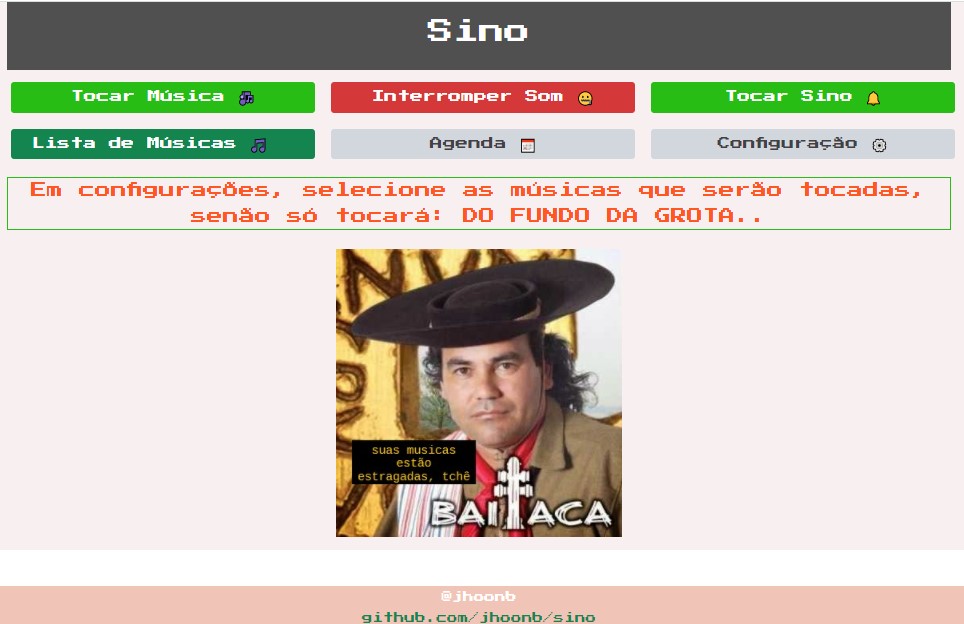 Sino
Tocar Música
Interromper Som
Tocar Sino
Lista de Músicas
Agenda
Configuração
Em configurações, selecione as músicas que serão tocadas,
senão só tocará: DO FUNDO DA GROTA..
suas musicas
estão
estragadas, tchê
BAITACA
@jhoonb
github.com/jhoonb/sino